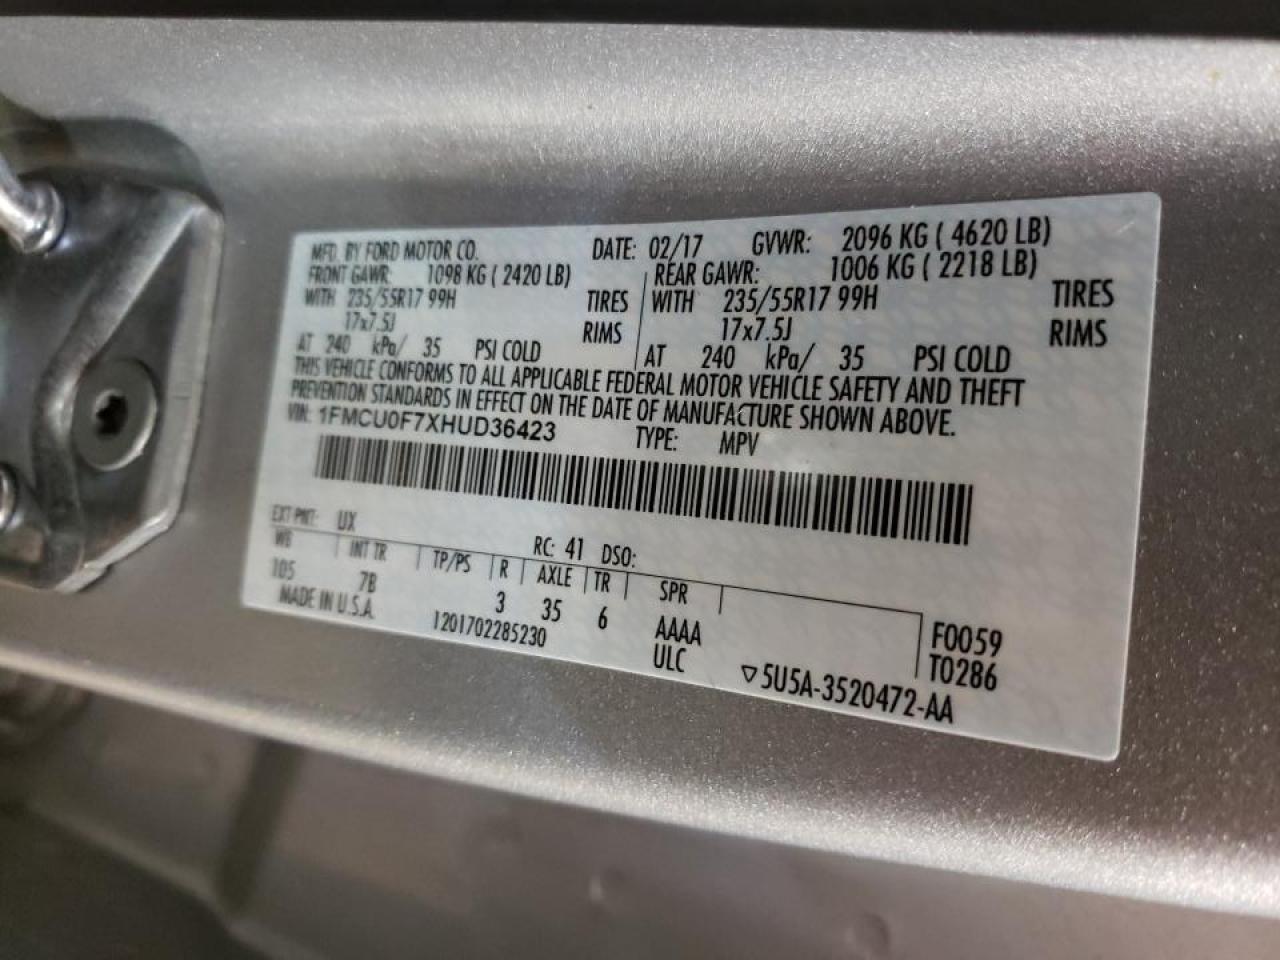 MFD. BY FORD MOTOR CO. DATE: 02/17 GVWR: 2096 KG ( 4620 LB)
FRONT GAWR: 1098 KG ( 2420 LB) REAR GAWR: 1006 KG ( 2218 LB)
WITH 235/55R17 99H TIRES WITH 235/55R17 99H TIRES
17x7.5J RIMS 17x7.5J RIMS
AT 240 kPa/ 35 PSI COLD AT 240 kPa/ 35 PSI COLD
THIS VEHICLE CONFORMS TO ALL APPLICABLE FEDERAL MOTOR VEHICLE SAFETY AND THEFT
PREVENTION STANDARDS IN EFFECT ON THE DATE OF MANUFACTURE SHOWN ABOVE.
VIN: 1FMCU0F7XHUD36423 TYPE: MPV
EXT PNT: UX RC: 41 DSO:
WB INT TR TP/PS R AXLE TR SPR
105 7B 3 35 6 AAAA F0059
MADE IN U.S.A. 1201702285230 ULC T0286
▽5U5A-3520472-AA